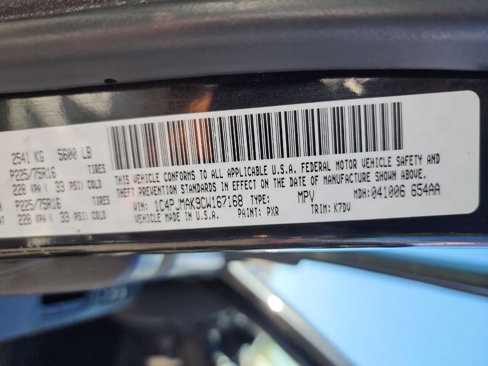 2541 KG 5600 LB
P225/75R16 TIRES
228 KPA ( 33 PSI) COLD
P225/75R16 TIRES
228 KPA ( 33 PSI) COLD
THIS VEHICLE CONFORMS TO ALL APPLICABLE U.S.A. FEDERAL MOTOR VEHICLE SAFETY AND
THEFT PREVENTION STANDARDS IN EFFECT ON THE DATE OF MANUFACTURE SHOWN ABOVE.
VIN: 1C4PJMAK9CW167168 TYPE: MPV MDH: 041006 654AA
MADE IN U.S.A. PAINT: PXR TRIM: K7DV